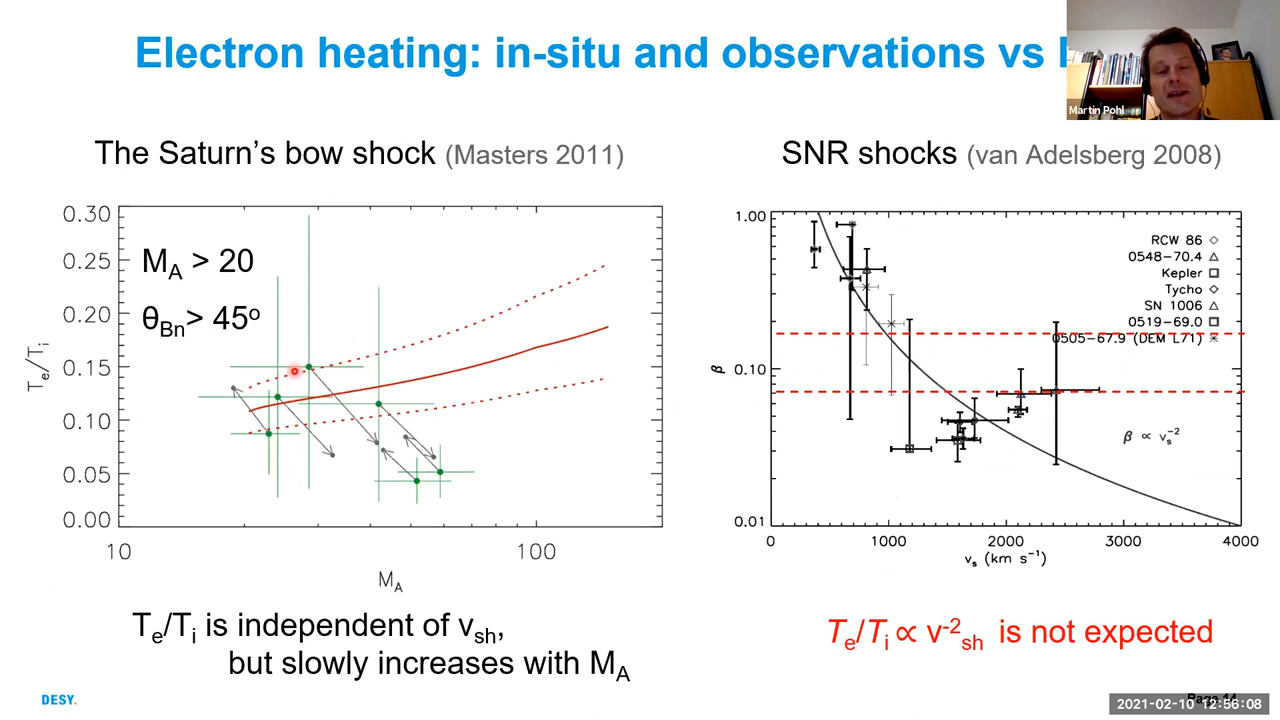 Electron heating: in-situ and observations vs
Martin Pohl
The Saturn's bow shock (Masters 2011)
SNR shocks (van Adelsberg 2008)
0.30
0.25
0.20
0.15
0.10
0.05
0.00
Te/Ti
MA > 20
θBn> 45o
10
100
MA
1.00
0.10
0.01
β
RCW 86
0548-70.4
Kepler
Tycho
SN 1006
0519-69.0
0505-67.9 (DEM L71)
β ∝ vs-2
0
1000
2000
3000
4000
vs (km s-1)
Te/Ti is independent of vsh,
but slowly increases with MA
Te/Ti ∝ v-2sh is not expected
DESY.
2021-02-10 12:56:08